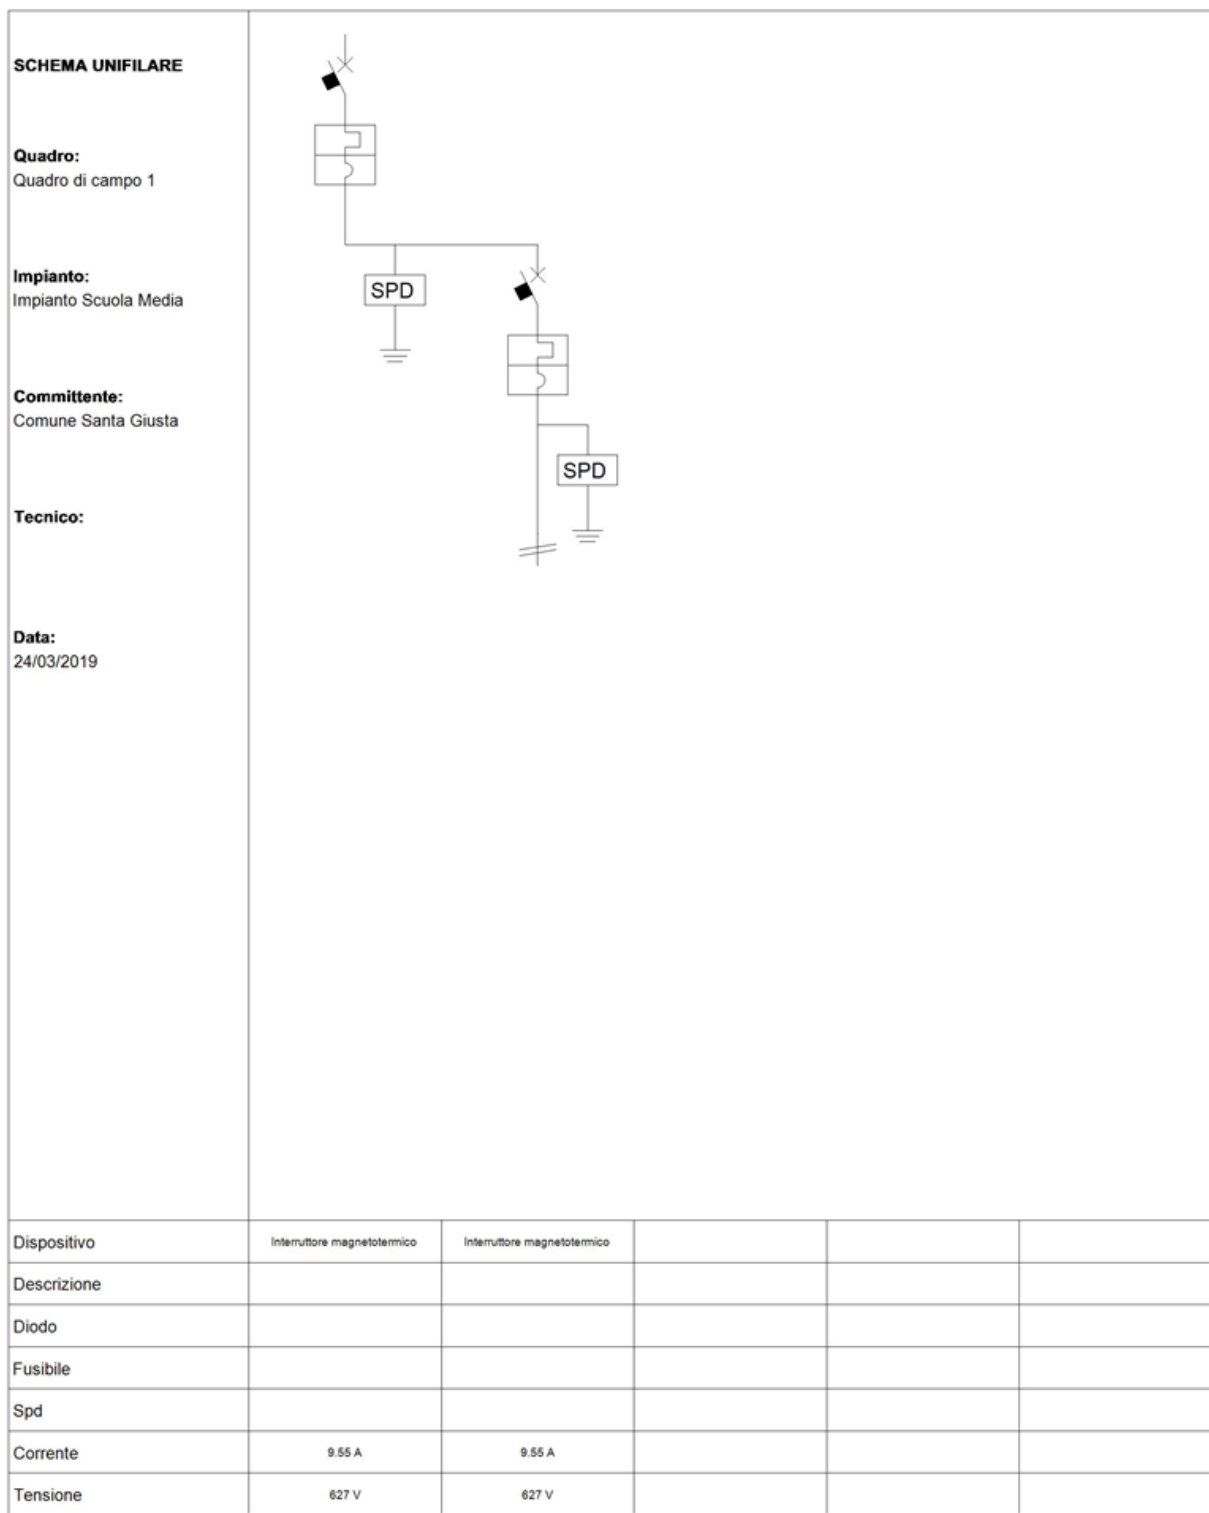 SCHEMA UNIFILARE
Quadro:
Quadro di campo 1
Impianto:
Impianto Scuola Media
Committente:
Comune Santa Giusta
Tecnico:
Data:
24/03/2019
SPD
SPD
Dispositivo Interruttore magnetotermico Interruttore magnetotermico
Descrizione
Diodo
Fusibile
Spd
Corrente 9.55 A 9.55 A
Tensione 627 V 627 V